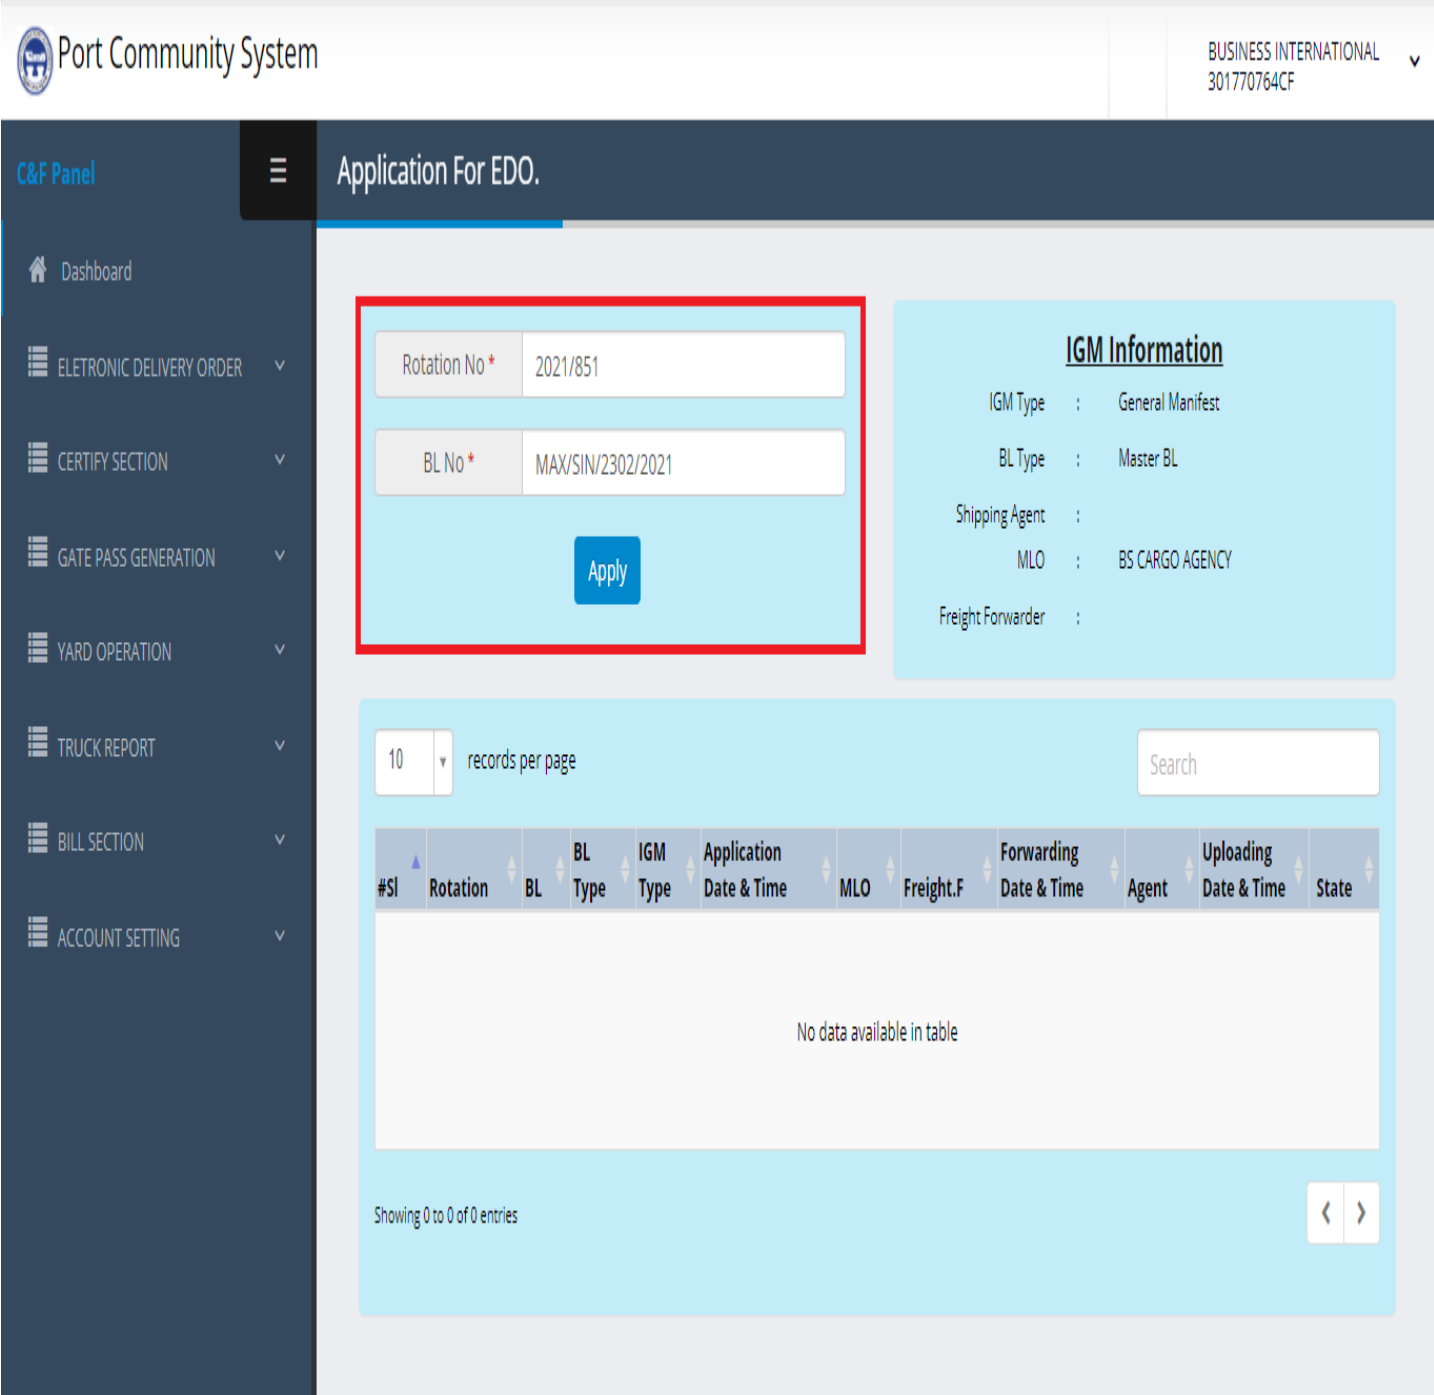 Port Community System
BUSINESS INTERNATIONAL
301770764CF
C&F Panel
Application For EDO.
Dashboard
ELETRONIC DELIVERY ORDER
CERTIFY SECTION
GATE PASS GENERATION
YARD OPERATION
TRUCK REPORT
BILL SECTION
ACCOUNT SETTING
Rotation No * 2021/851
BL No * MAX/SIN/2302/2021
Apply
IGM Information
IGM Type : General Manifest
BL Type : Master BL
Shipping Agent :
MLO : BS CARGO AGENCY
Freight Forwarder :
10 records per page
Search
#Sl Rotation BL BL Type IGM Type Application Date & Time MLO Freight.F Forwarding Date & Time Agent Uploading Date & Time State
No data available in table
Showing 0 to 0 of 0 entries